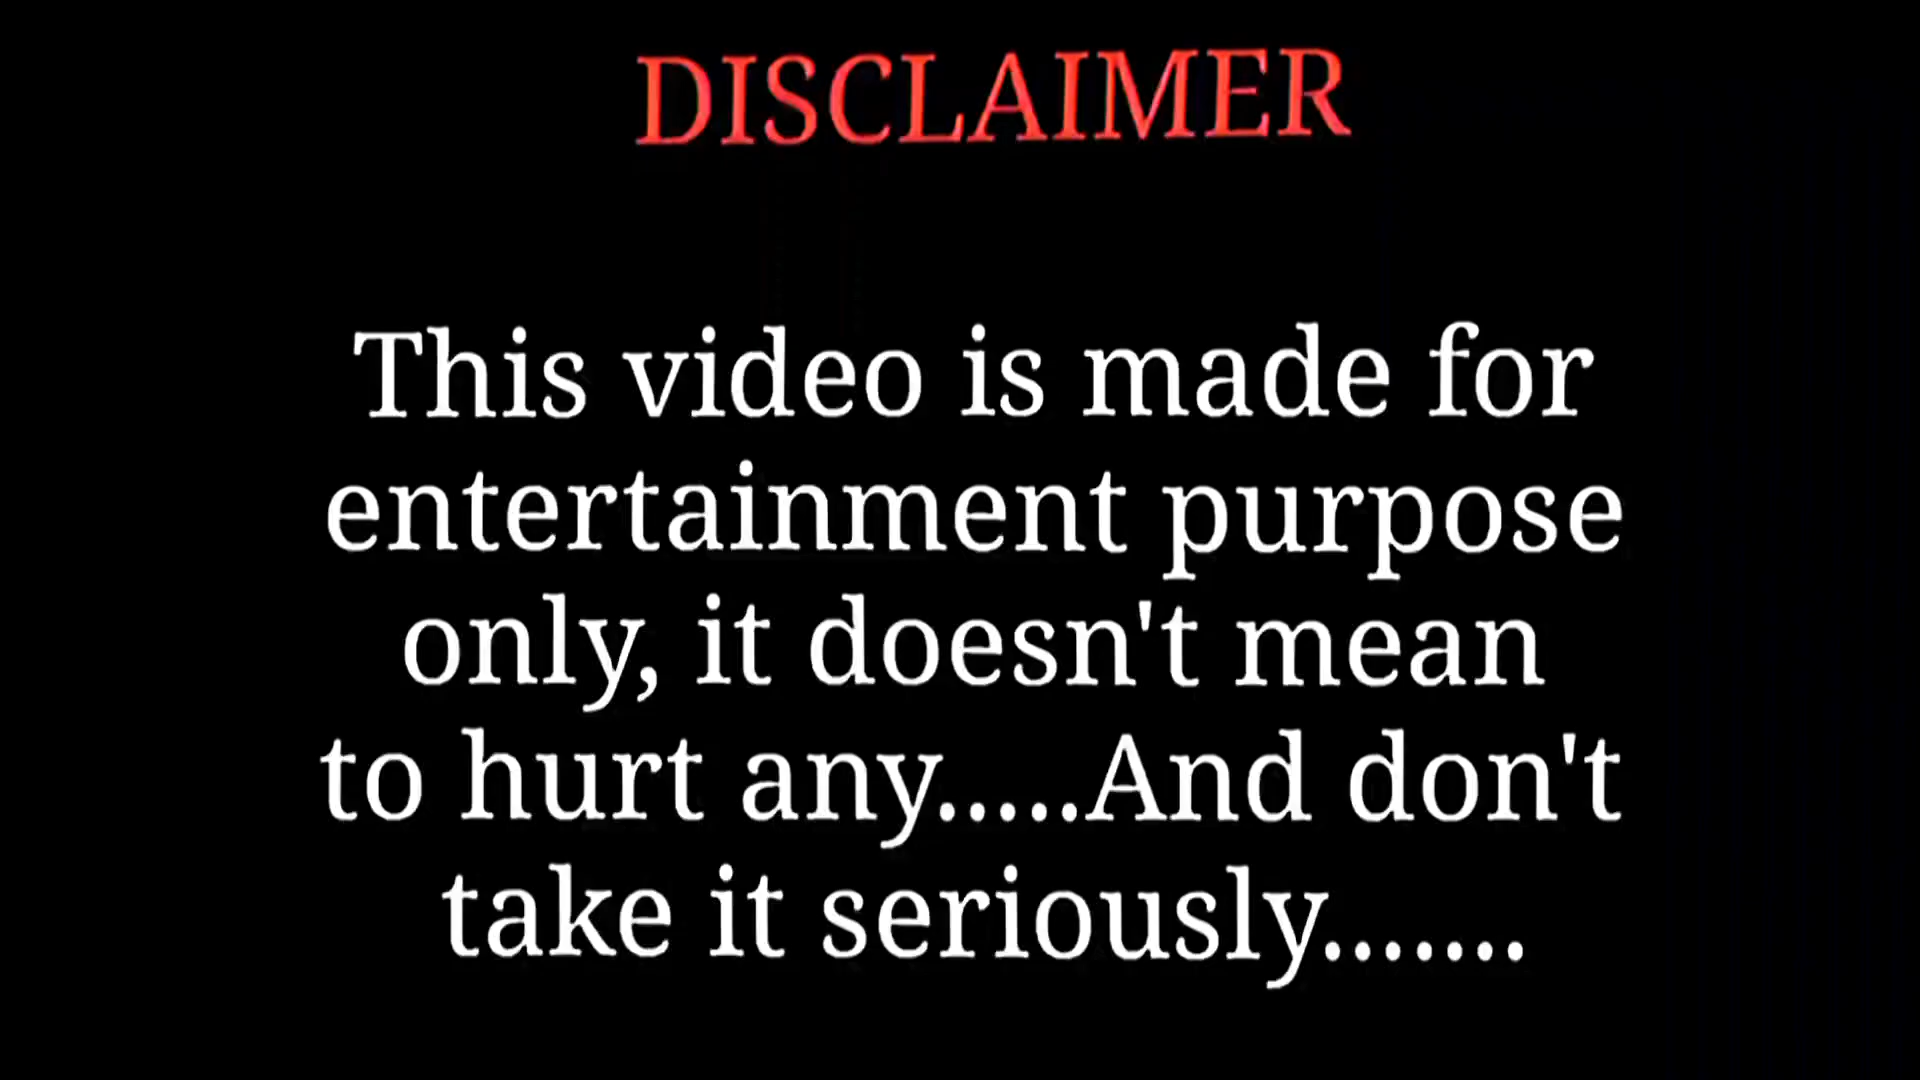 DISCLAIMER
This video is made for
entertainment purpose
only, it doesn't mean
to hurt any.....And don't
take it seriously.......